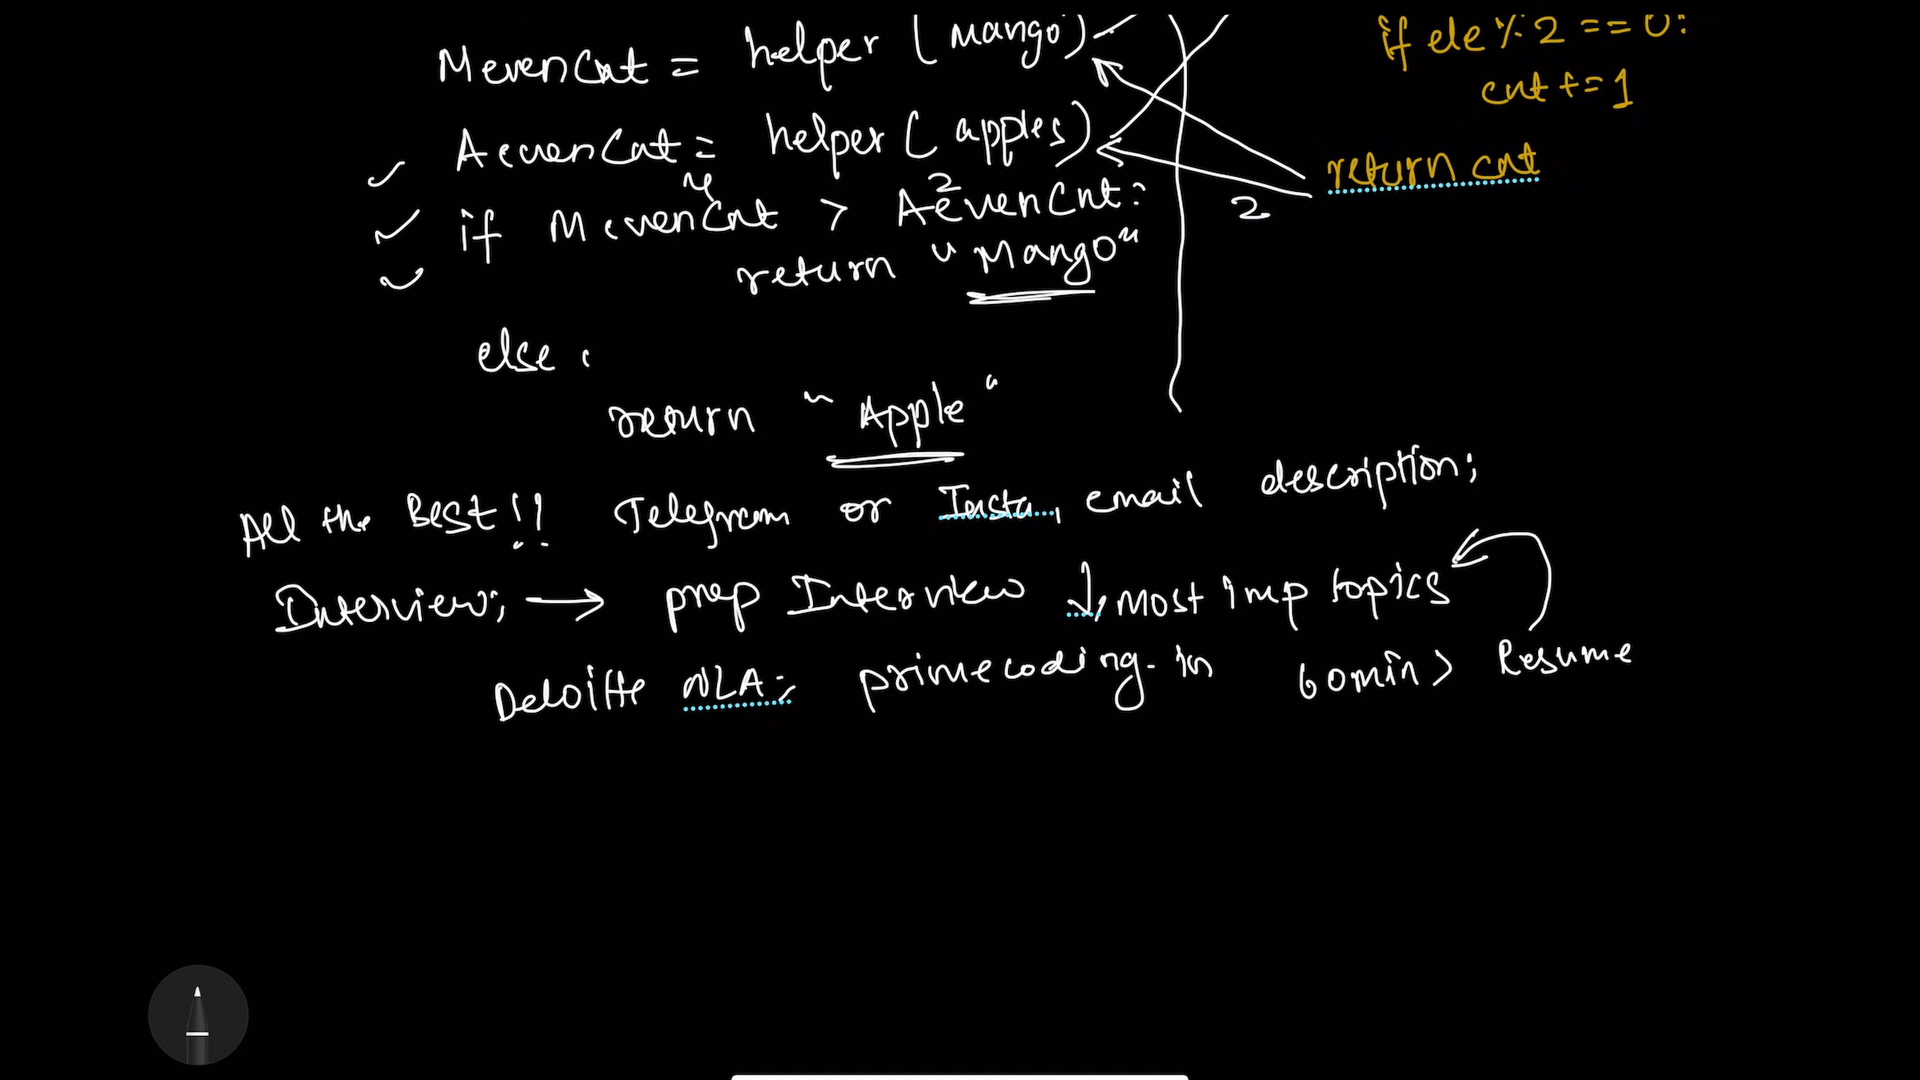 MevenCnt = helper (mango)
if ele % 2 == 0:
cnt += 1
AevenCnt = helper (apples)
return cnt
4 2
if MevenCnt > AevenCnt:
2
return "Mango"
else:
return "Apple"
All the Best!! Telegram or Insta, email description;
Interview; → prep Interview ↓, most imp topics
Deloitte NLA: primecoding.in 60min > Resume